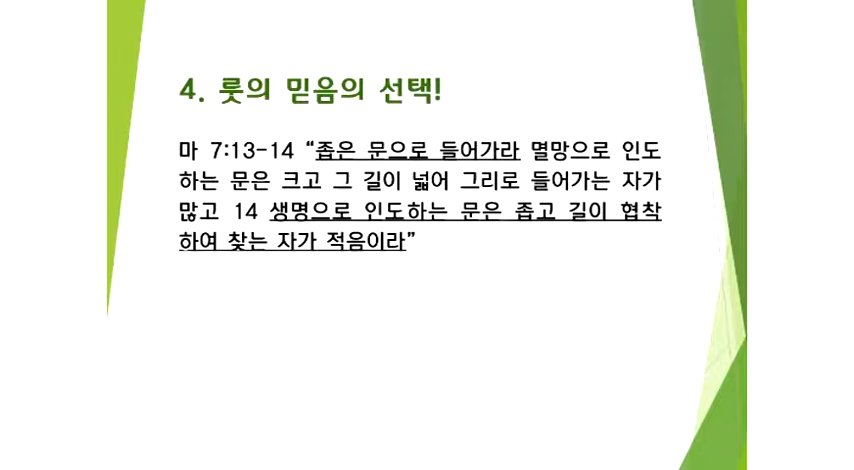 4. 룻의 믿음의 선택!
마 7:13-14 “좁은 문으로 들어가라 멸망으로 인도
하는 문은 크고 그 길이 넓어 그리로 들어가는 자가
많고 14 생명으로 인도하는 문은 좁고 길이 협착
하여 찾는 자가 적음이라”